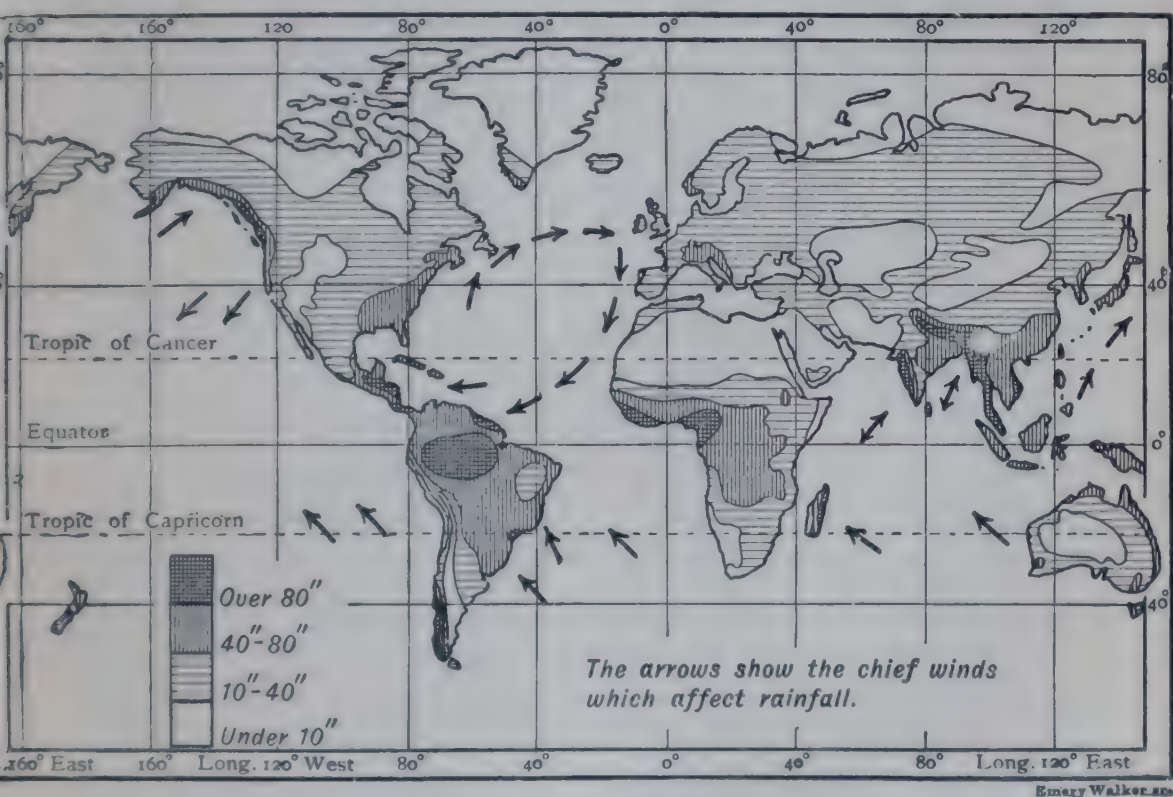 160° 160° 120 80° 40° 0° 40° 80° 120°
80°
40°
Tropic of Cancer
Equator
0°
Tropic of Capricorn
Over 80"
40"-80"
10"-40"
Under 10"
40°
The arrows show the chief winds
which affect rainfall.
160° East 160° Long. 120° West 80° 40° 0° 40° 80° Long. 120° East
Emery Walker